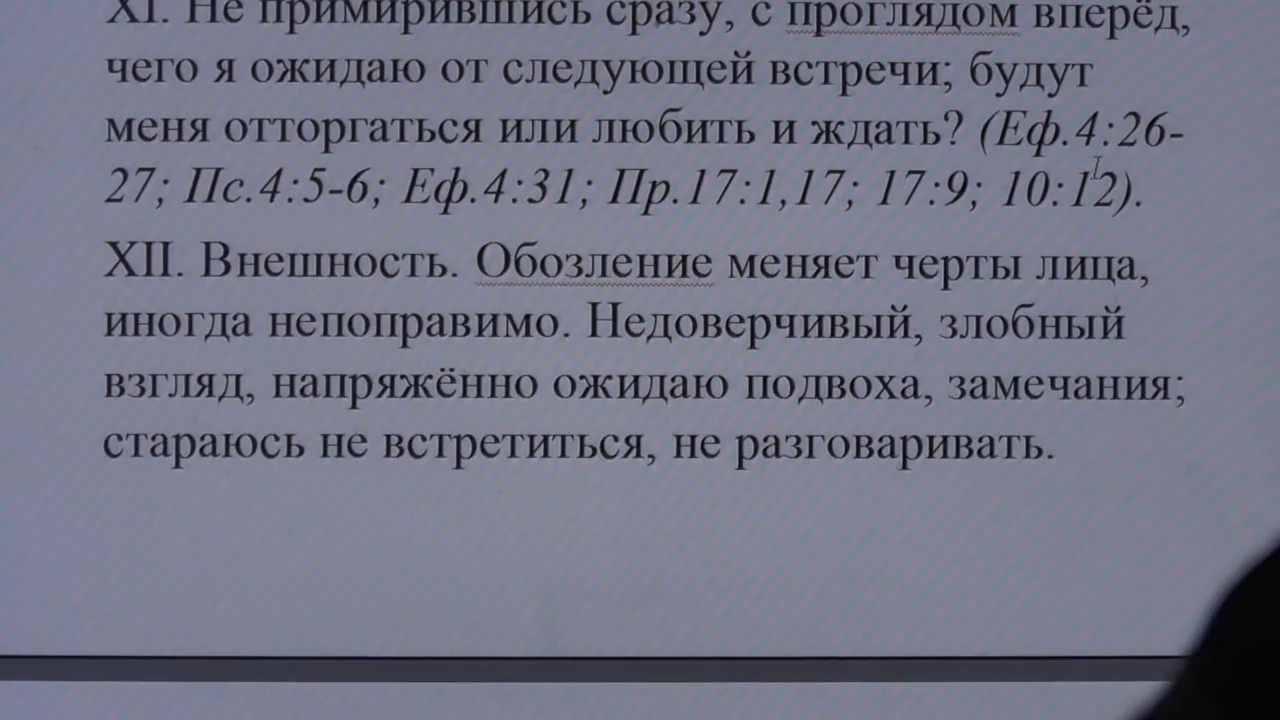 XI. Не примирившись сразу, с проглядом вперёд,
чего я ожидаю от следующей встречи; будут
меня отторгаться или любить и ждать? (Еф.4:26-
27; Пс.4:5-6; Еф.4:31; Пр.17:1,17; 17:9; 10:12).
XII. Внешность. Обозление меняет черты лица,
иногда непоправимо. Недоверчивый, злобный
взгляд, напряжённо ожидаю подвоха, замечания;
стараюсь не встретиться, не разговаривать.